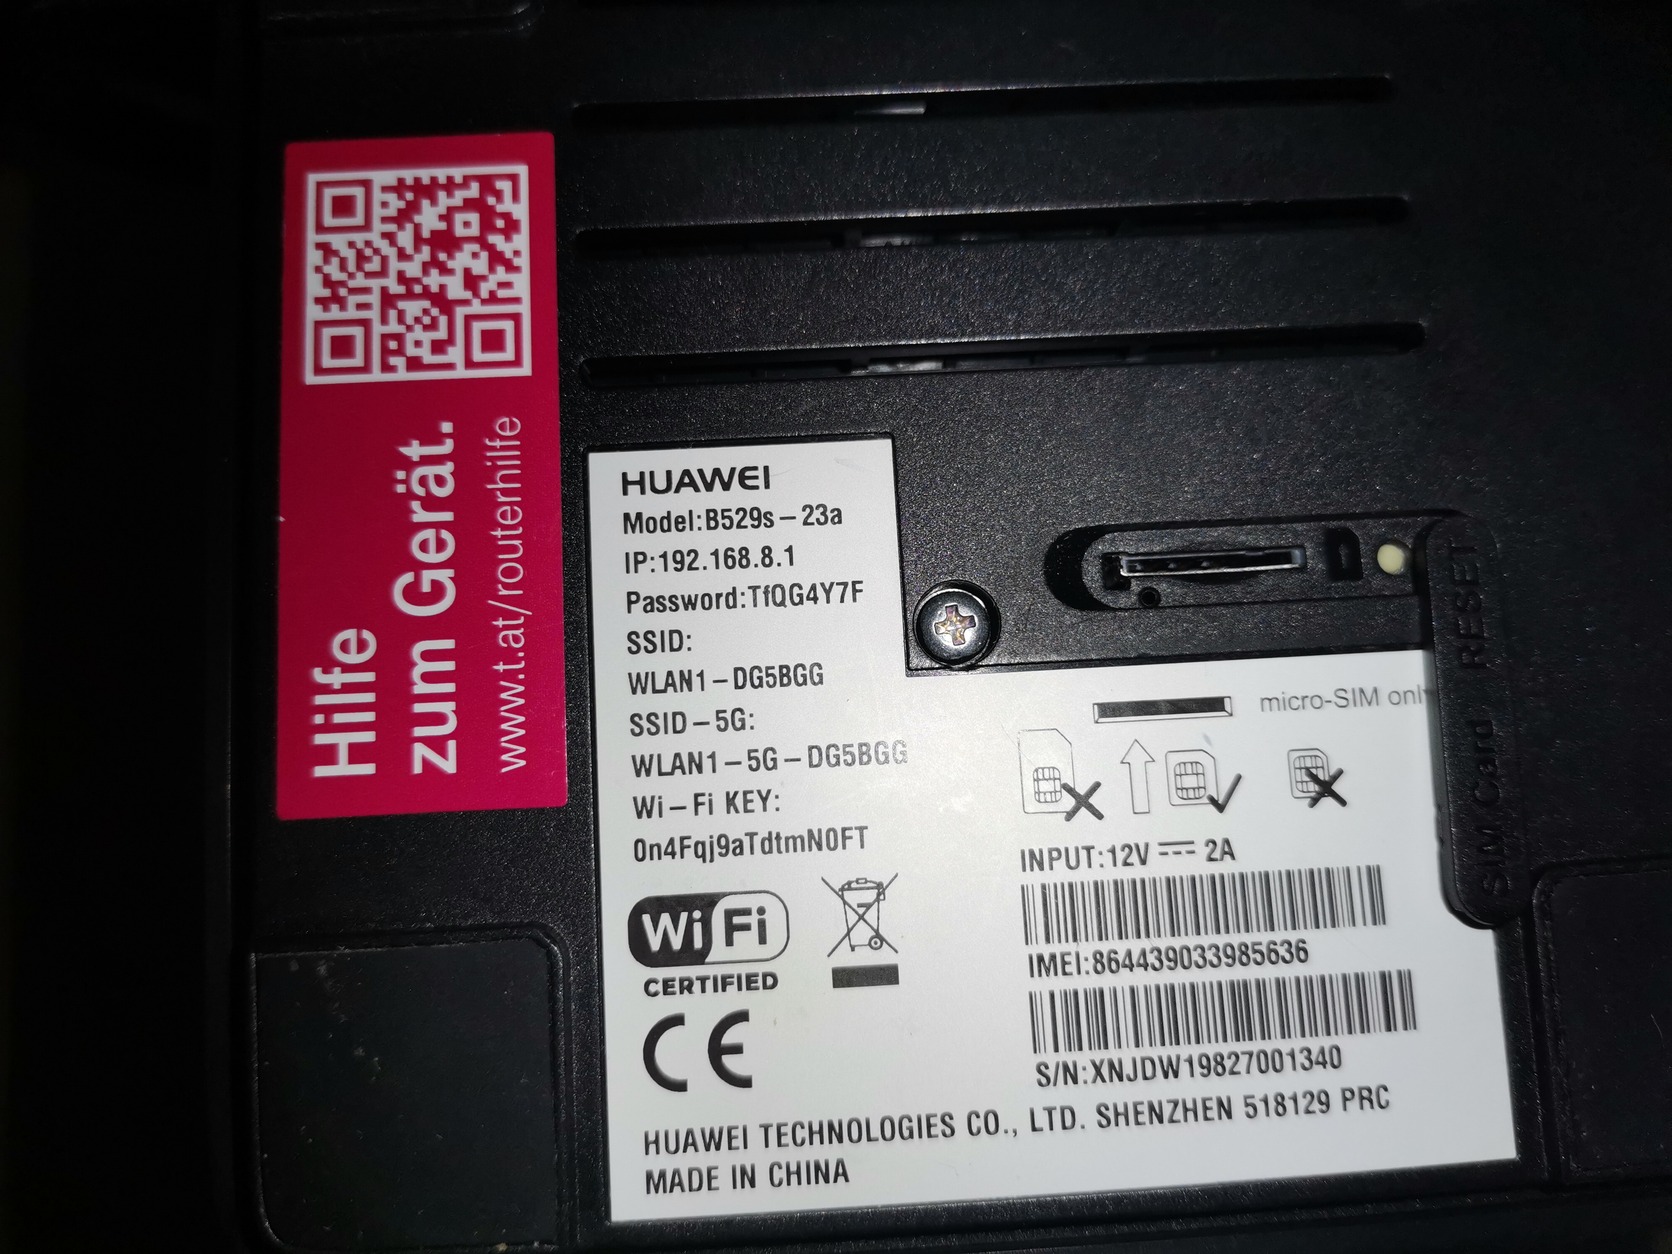 Hilfe
zum Gerät.
www.t.at/routerhilfe
HUAWEI
Model:B529s-23a
IP:192.168.8.1
Password:TfQG4Y7F
SSID:
WLAN1-DG5BGG
SSID-5G:
WLAN1-5G-DG5BGG
Wi-Fi KEY:
0n4Fqj9aTdtmN0FT
Wi Fi
CERTIFIED
CE
micro-SIM only
INPUT:12V ⎓ 2A
IMEI:864439033985636
S/N:XNJDW19827001340
HUAWEI TECHNOLOGIES CO., LTD. SHENZHEN 518129 PRC
MADE IN CHINA
SIM Card RESET